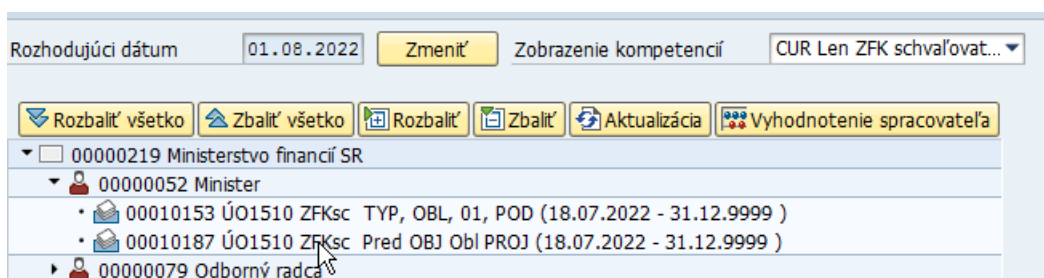 Rozhodujúci dátum 01.08.2022 Zmeniť Zobrazenie kompetencií CUR Len ZFK schvaľovat...
Rozbaliť všetko Zbaliť všetko Rozbaliť Zbaliť Aktualizácia Vyhodnotenie spracovateľa
00000219 Ministerstvo financií SR
00000052 Minister
00010153 ÚO1510 ZFKsc TYP, OBL, 01, POD (18.07.2022 - 31.12.9999 )
00010187 ÚO1510 ZFKsc Pred OBJ Obl PROJ (18.07.2022 - 31.12.9999 )
00000079 Odborný radca